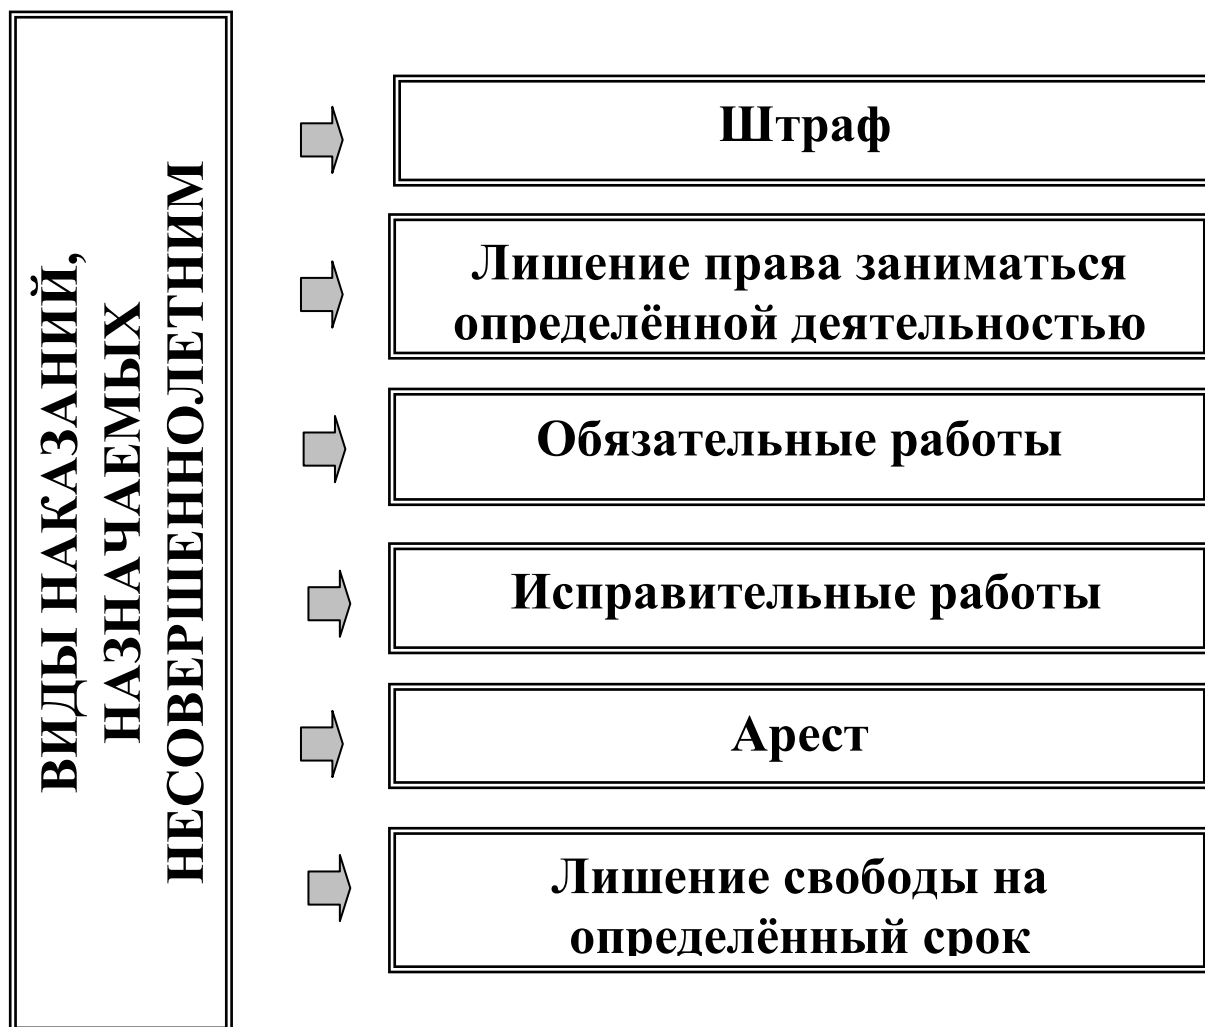 ВИДЫ НАКАЗАНИЙ,
НАЗНАЧАЕМЫХ
НЕСОВЕРШЕННОЛЕТНИМ
Штраф
Лишение права заниматься
определённой деятельностью
Обязательные работы
Исправительные работы
Арест
Лишение свободы на
определённый срок